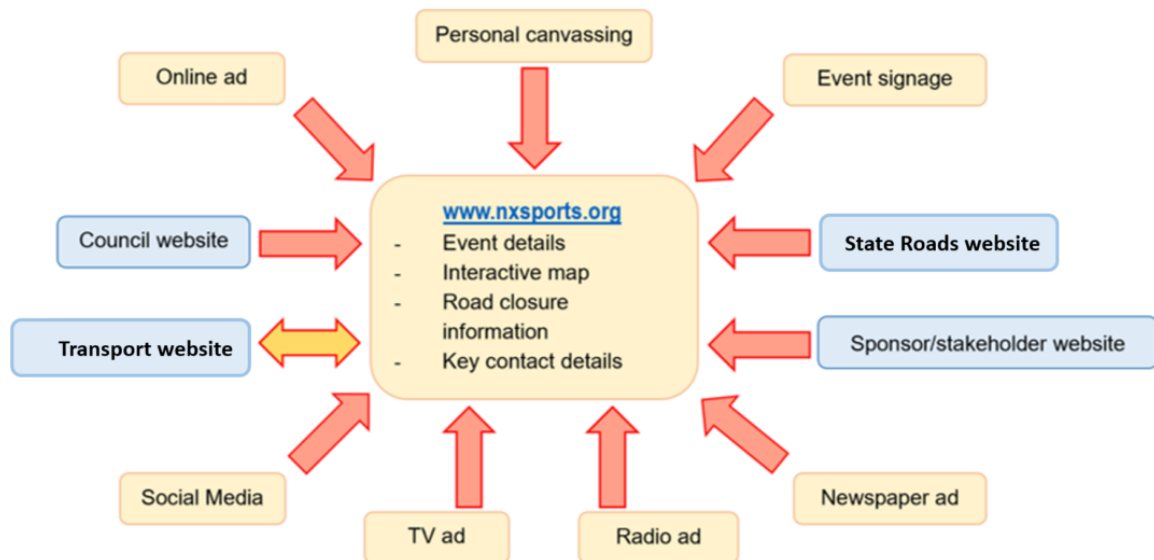 Personal canvassing
Online ad
Event signage
www.nxsports.org
- Event details
- Interactive map
- Road closure
information
- Key contact details
Council website
State Roads website
Transport website
Sponsor/stakeholder website
Social Media
Newspaper ad
TV ad
Radio ad